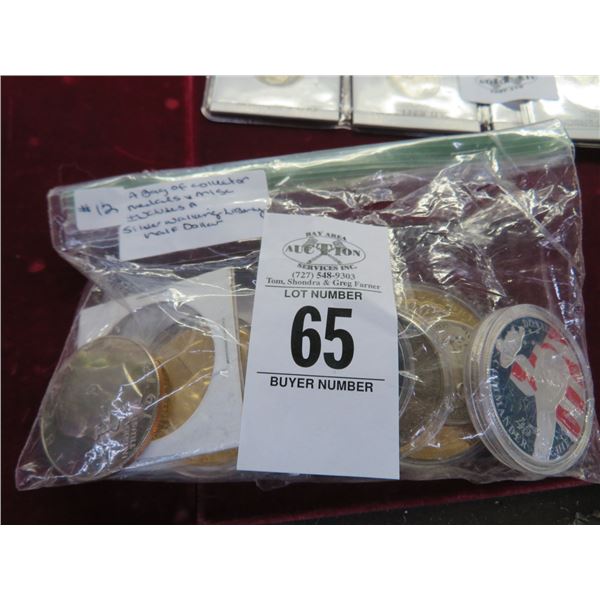 #12
A Bag of collector
Medals & Misc
Includes A
Silver Walking Liberty
Half Dollar
BAY AREA
AUCTION
SERVICES INC.
(727) 548-9303
Tom, Shondra & Greg Farner
LOT NUMBER
65
BUYER NUMBER
COMMANDER